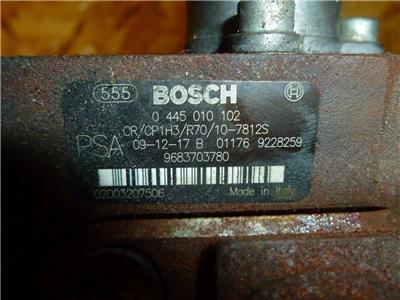 555 BOSCH
0 445 010 102
CR/CP1H3/R70/10-7812S
PSA 09-12-17 B 01176 9228259
9683703780
02003207506 Made in Italy